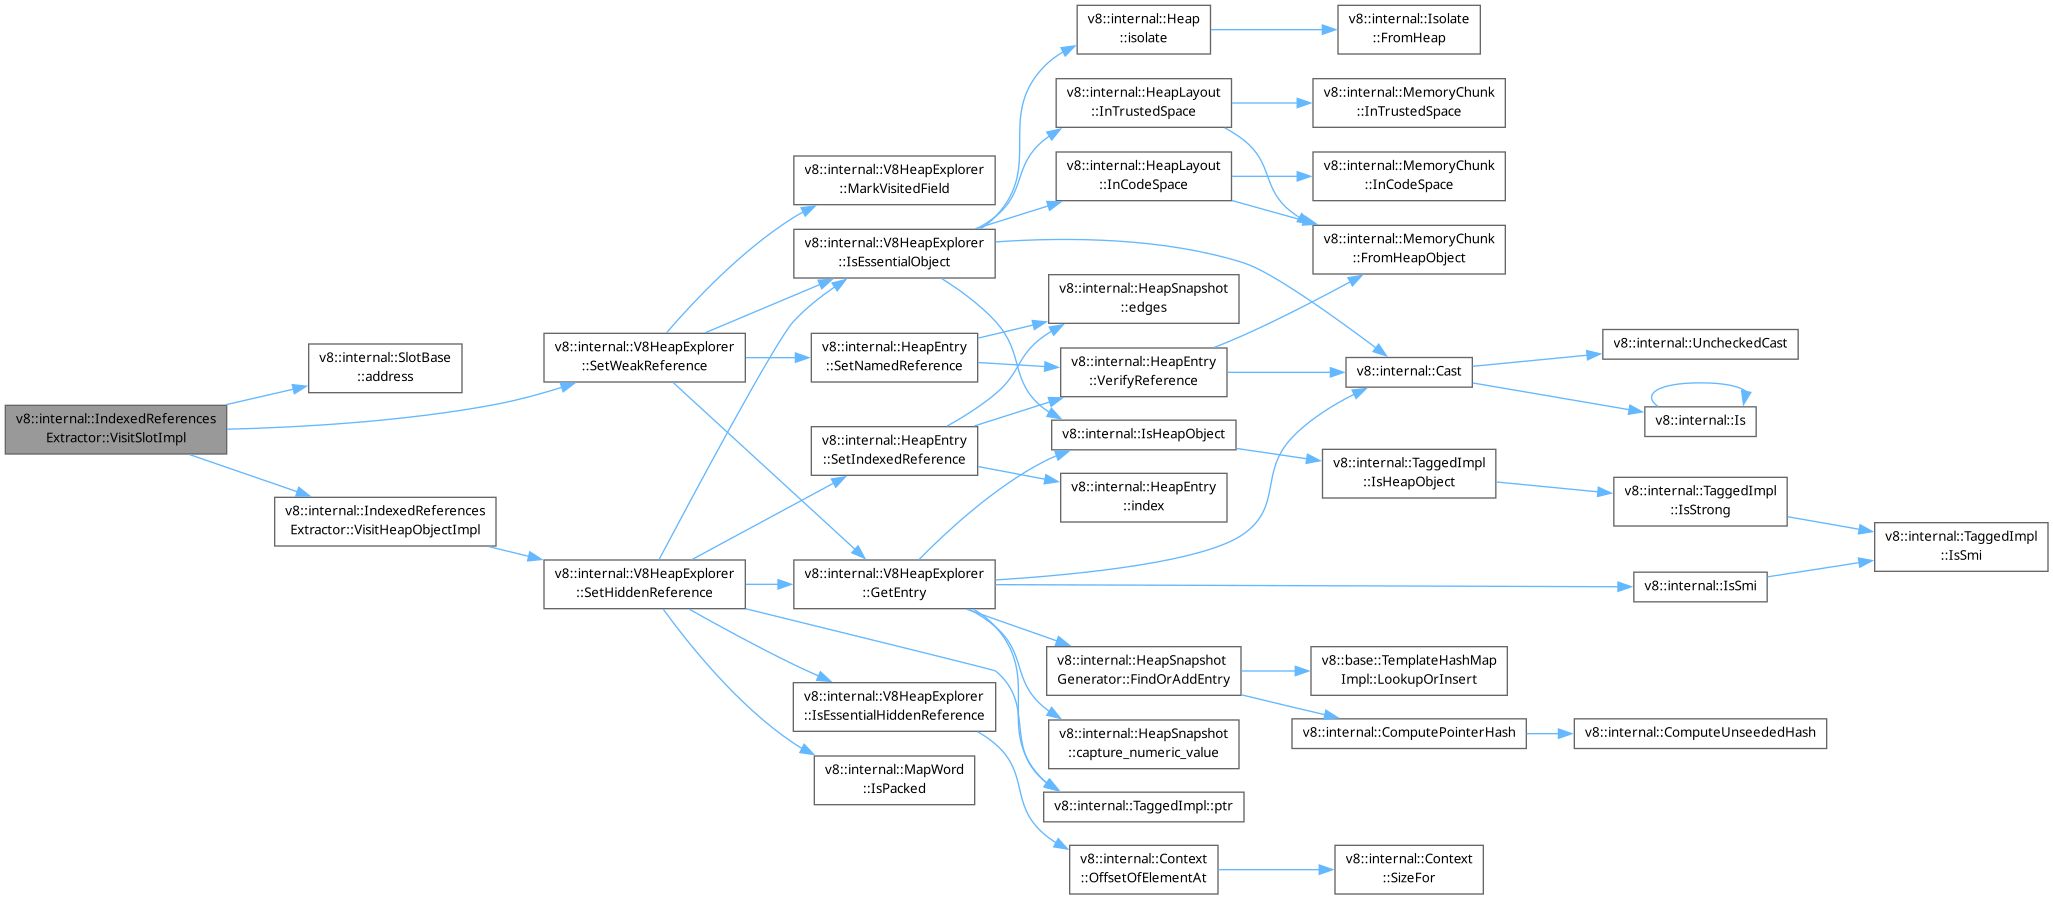 v8::internal::IndexedReferences
Extractor::VisitSlotImpl
v8::internal::SlotBase
::address
v8::internal::IndexedReferences
Extractor::VisitHeapObjectImpl
v8::internal::V8HeapExplorer
::SetWeakReference
v8::internal::V8HeapExplorer
::SetHiddenReference
v8::internal::V8HeapExplorer
::MarkVisitedField
v8::internal::V8HeapExplorer
::IsEssentialObject
v8::internal::HeapEntry
::SetNamedReference
v8::internal::HeapEntry
::SetIndexedReference
v8::internal::V8HeapExplorer
::GetEntry
v8::internal::V8HeapExplorer
::IsEssentialHiddenReference
v8::internal::MapWord
::IsPacked
v8::internal::Heap
::isolate
v8::internal::HeapLayout
::InTrustedSpace
v8::internal::HeapLayout
::InCodeSpace
v8::internal::HeapSnapshot
::edges
v8::internal::HeapEntry
::VerifyReference
v8::internal::IsHeapObject
v8::internal::HeapEntry
::index
v8::internal::HeapSnapshot
Generator::FindOrAddEntry
v8::internal::HeapSnapshot
::capture_numeric_value
v8::internal::TaggedImpl::ptr
v8::internal::Context
::OffsetOfElementAt
v8::internal::Isolate
::FromHeap
v8::internal::MemoryChunk
::InTrustedSpace
v8::internal::MemoryChunk
::InCodeSpace
v8::internal::MemoryChunk
::FromHeapObject
v8::internal::Cast
v8::internal::TaggedImpl
::IsHeapObject
v8::base::TemplateHashMap
Impl::LookupOrInsert
v8::internal::ComputePointerHash
v8::internal::Context
::SizeFor
v8::internal::UncheckedCast
v8::internal::Is
v8::internal::TaggedImpl
::IsStrong
v8::internal::IsSmi
v8::internal::ComputeUnseededHash
v8::internal::TaggedImpl
::IsSmi